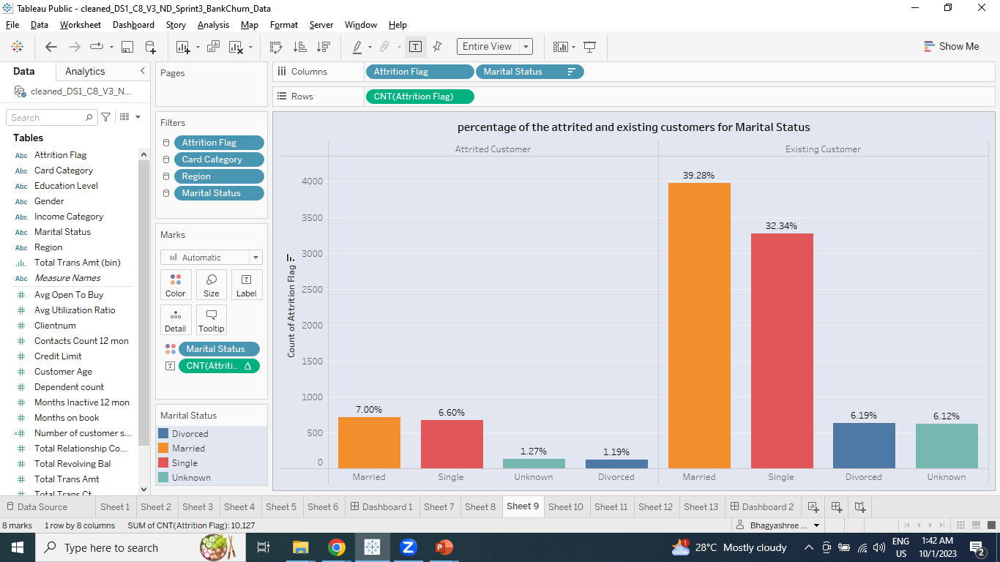 Tableau Public - cleaned_DS1_C8_V3_ND_Sprint3_BankChurn_Data
File Data Worksheet Dashboard Story Analysis Map Format Server Window Help
Entire View
Show Me
Data Analytics
cleaned_DS1_C8_V3_N...
Search
Tables
Abc Attrition Flag
Abc Card Category
Abc Education Level
Abc Gender
Abc Income Category
Abc Marital Status
Abc Region
Total Trans Amt (bin)
Abc Measure Names
# Avg Open To Buy
# Avg Utilization Ratio
# Clientnum
# Contacts Count 12 mon
# Credit Limit
# Customer Age
# Dependent count
# Months Inactive 12 mon
# Months on book
=# Number of customer s...
# Total Relationship Co...
# Total Revolving Bal
# Total Trans Amt
# Total Trans Ct
Pages
Filters
Attrition Flag
Card Category
Region
Marital Status
Marks
Automatic
Color Size Label
Detail Tooltip
Marital Status
CNT(Attriti.. Δ
Marital Status
Divorced
Married
Single
Unknown
Columns Attrition Flag Marital Status
Rows CNT(Attrition Flag)
percentage of the attrited and existing customers for Marital Status
Attrited Customer Existing Customer
Count of Attrition Flag
4000
3500
3000
2500
2000
1500
1000
500
0
7.00% 6.60% 1.27% 1.19% 39.28% 32.34% 6.19% 6.12%
Married Single Unknown Divorced Married Single Divorced Unknown
Data Source Sheet 1 Sheet 2 Sheet 3 Sheet 4 Sheet 5 Sheet 6 Dashboard 1 Sheet 7 Sheet 8 Sheet 9 Sheet 10 Sheet 11 Sheet 12 Sheet 13 Dashboard 2
8 marks 1 row by 8 columns SUM of CNT(Attrition Flag): 10,127 Bhagyashree ...
Type here to search
28°C Mostly cloudy
ENG
US
1:42 AM
10/1/2023
2